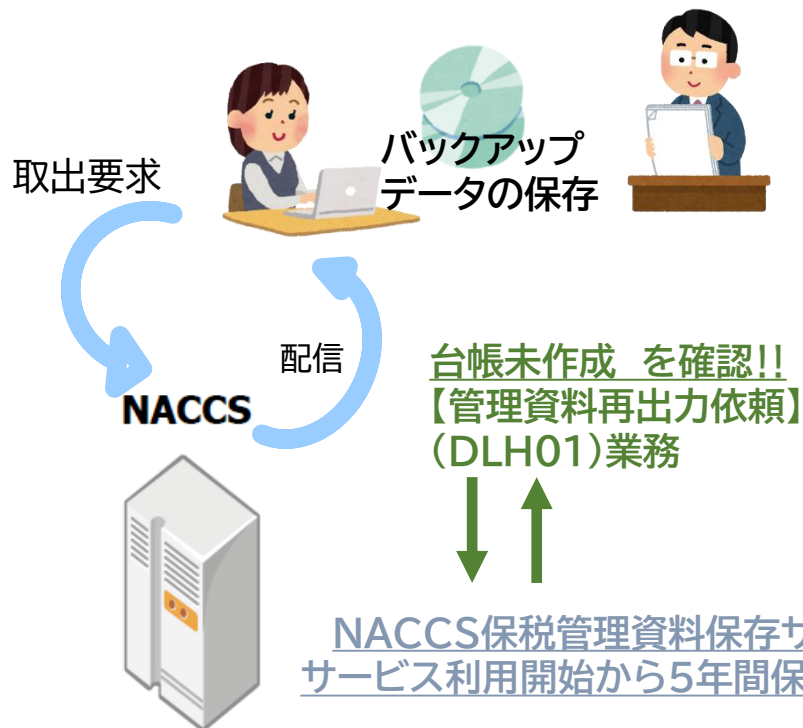 バックアップ
データの保存
取出要求
配信
NACCS
台帳未作成　を確認!!
【管理資料再出力依頼】
(DLH01)業務
NACCS保税管理資料保存サ
サービス利用開始から5年間保